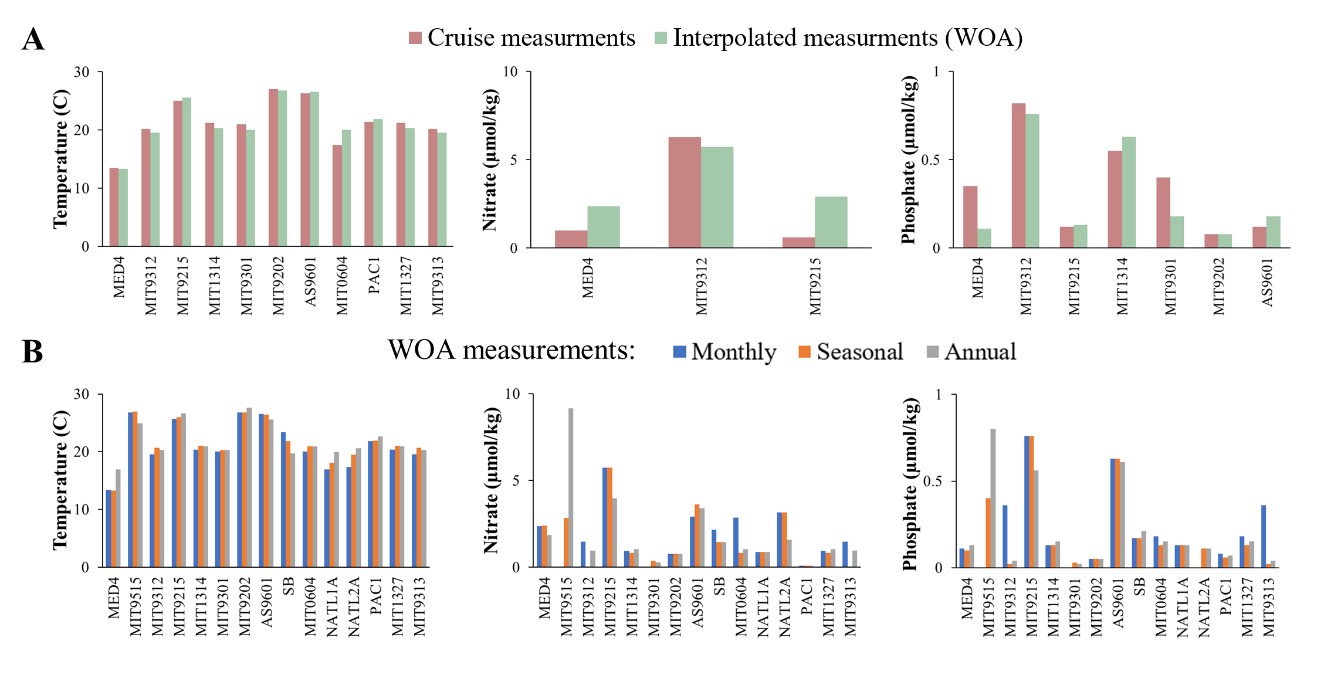 A
Cruise measurments
Interpolated measurments (WOA)
Temperature (C)
30
20
10
0
MED4
MIT9312
MIT9215
MIT1314
MIT9301
MIT9202
AS9601
MIT0604
PAC1
MIT1327
MIT9313
Nitrate (µmol/kg)
10
5
0
MED4
MIT9312
MIT9215
Phosphate (µmol/kg)
1
0.5
0
MED4
MIT9312
MIT9215
MIT1314
MIT9301
MIT9202
AS9601
B
WOA measurements:
Monthly
Seasonal
Annual
Temperature (C)
30
20
10
0
MED4
MIT9515
MIT9312
MIT9215
MIT1314
MIT9301
MIT9202
AS9601
SB
MIT0604
NATL1A
NATL2A
PAC1
MIT1327
MIT9313
Nitrate (µmol/kg)
10
5
0
MED4
MIT9515
MIT9312
MIT9215
MIT1314
MIT9301
MIT9202
AS9601
SB
MIT0604
NATL1A
NATL2A
PAC1
MIT1327
MIT9313
Phosphate (µmol/kg)
1
0.5
0
MED4
MIT9515
MIT9312
MIT9215
MIT1314
MIT9301
MIT9202
AS9601
SB
MIT0604
NATL1A
NATL2A
PAC1
MIT1327
MIT9313